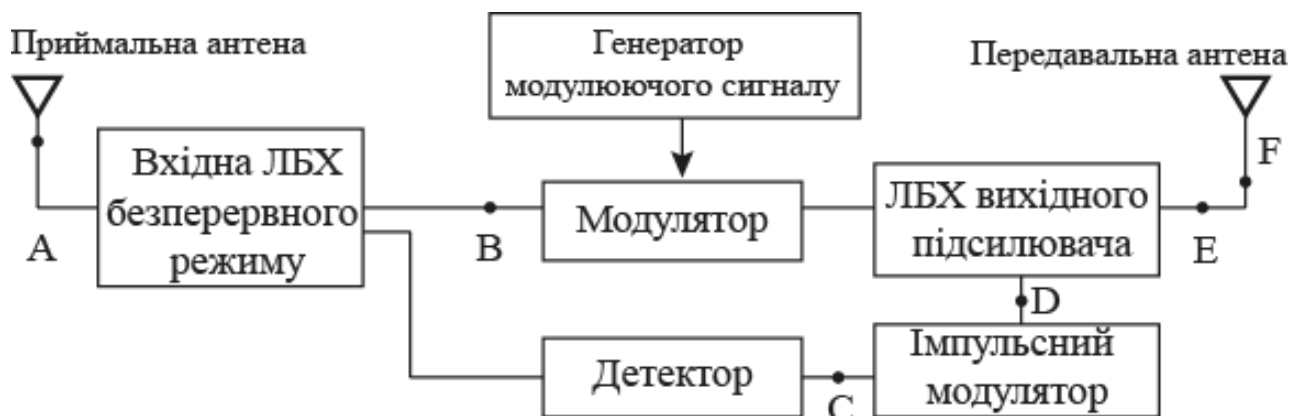 Приймальна антена
Генератор
модулюючого сигналу
Передавальна антена
Вхідна ЛБХ
безперервного
режиму
A
B
Модулятор
ЛБХ вихідного
підсилювача
F
E
D
Детектор
C
Імпульсний
модулятор